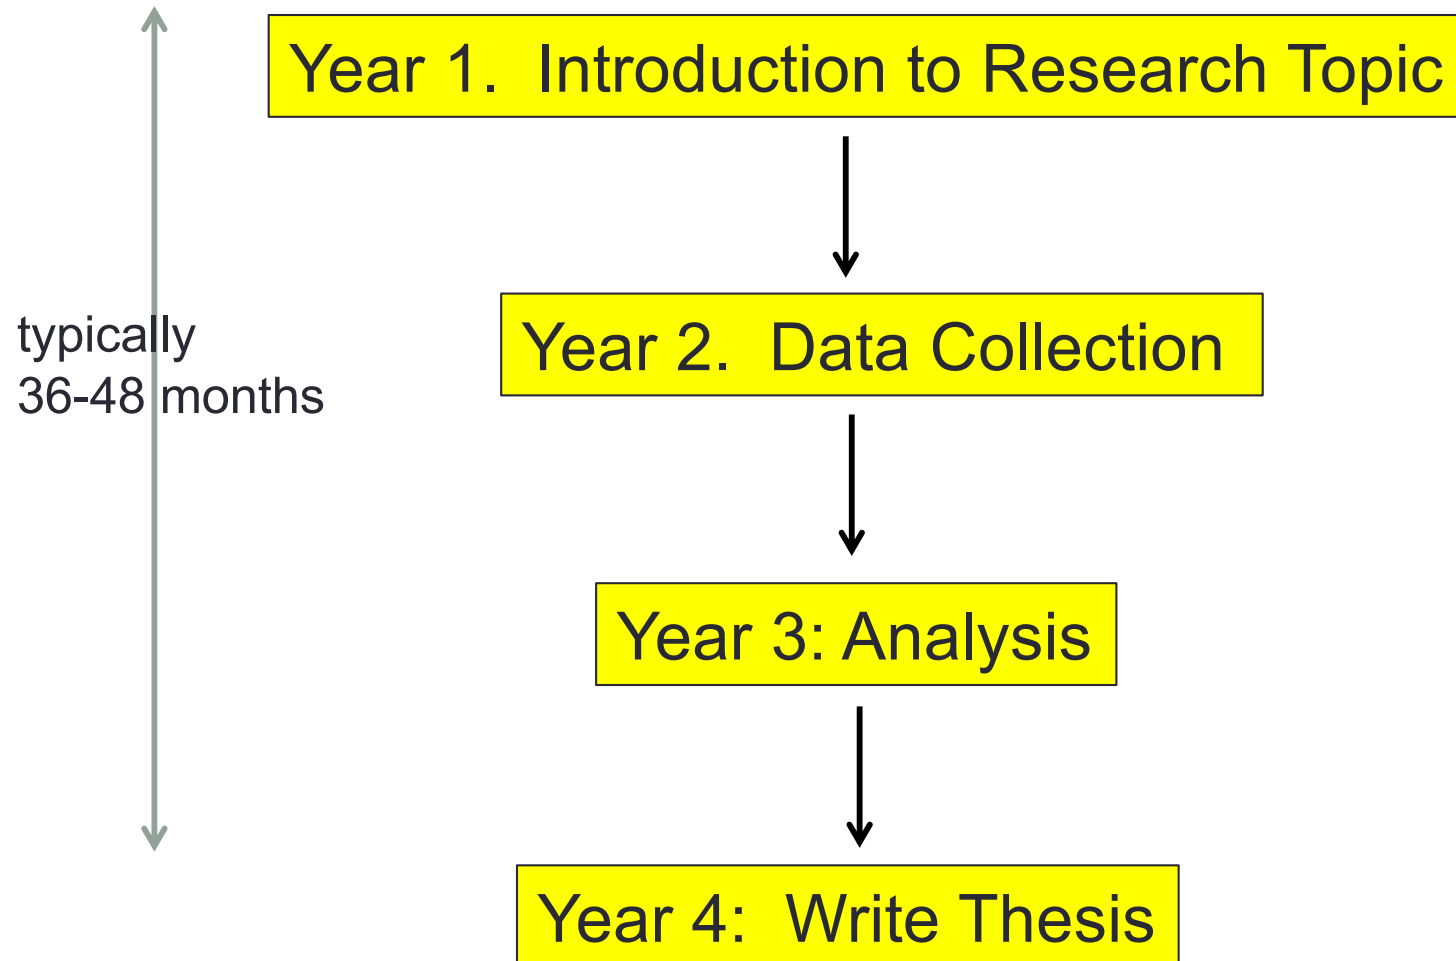 Year 1.  Introduction to Research Topic
typically
36-48 months
Year 2.  Data Collection
Year 3: Analysis
Year 4:  Write Thesis